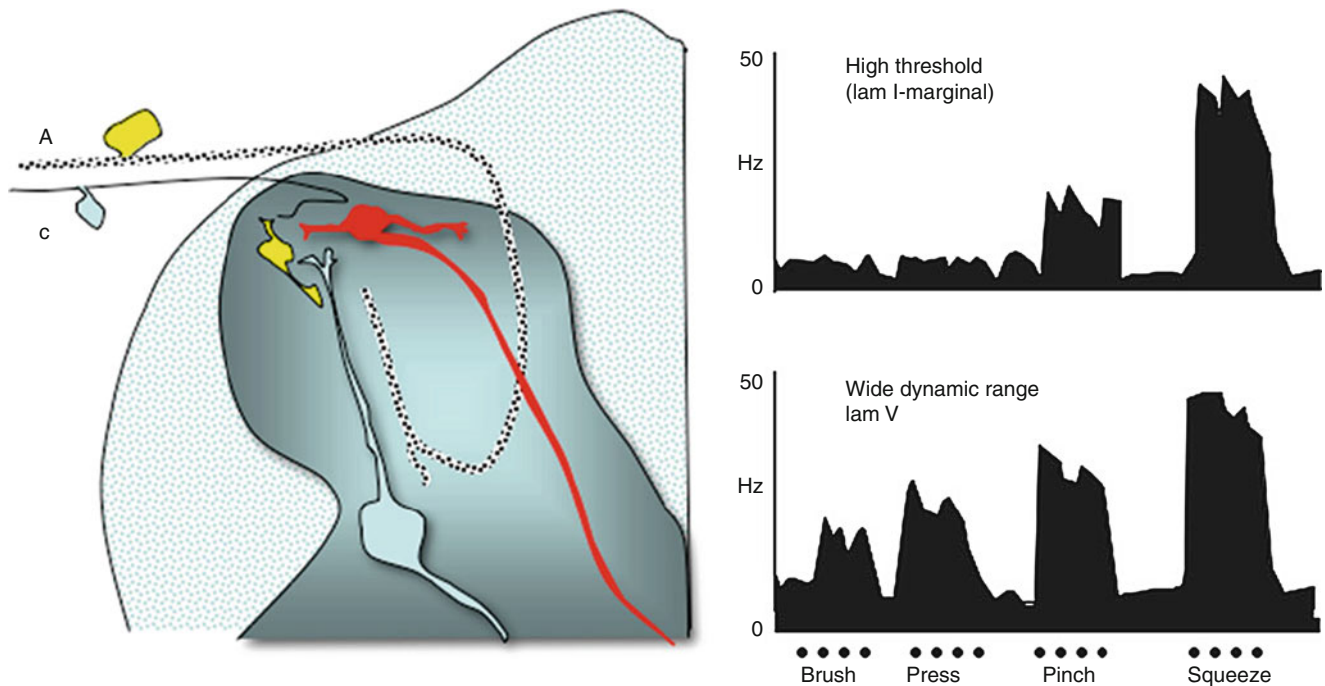 A
c
50
High threshold
(lam I-marginal)
Hz
0
50
Wide dynamic range
lam V
Hz
0
Brush Press Pinch Squeeze